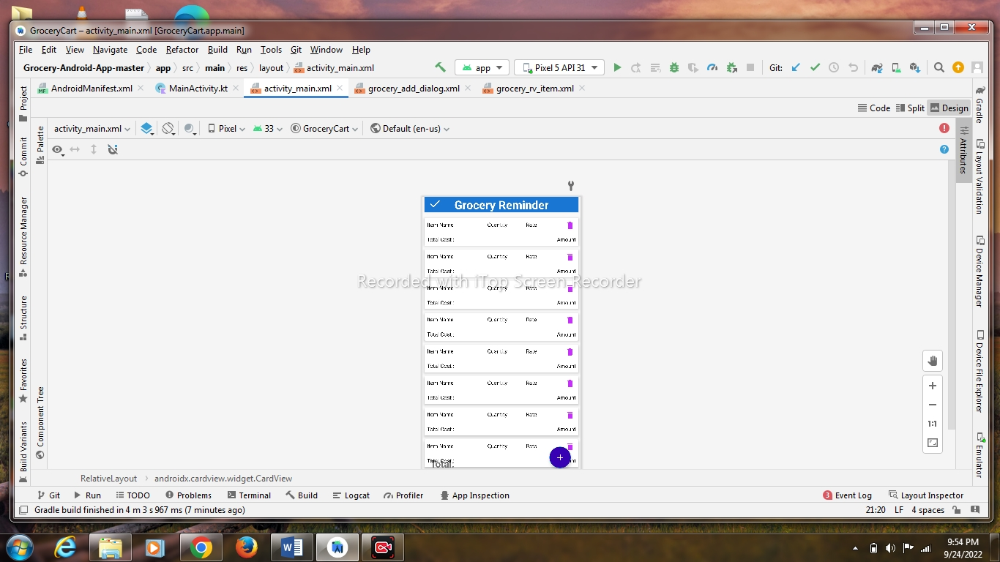 GroceryCart – activity_main.xml [GroceryCart.app.main]
File Edit View Navigate Code Refactor Build Run Tools Git Window Help
Grocery-Android-App-master app src main res layout activity_main.xml app Pixel 5 API 31 Git:
AndroidManifest.xml MainActivity.kt activity_main.xml grocery_add_dialog.xml grocery_rv_item.xml
Code Split Design
activity_main.xml Pixel 33 GroceryCart Default (en-us)
Project
Commit
Resource Manager
Structure
Favorites
Build Variants
Palette
Component Tree
Grocery Reminder
Item Name Quantity Rate
Total Cost : Amount
Item Name Quantity Rate
Total Cost : Amount
Recorded with iTop Screen Recorder
Item Name Quantity Rate
Total Cost : Amount
Item Name Quantity Rate
Total Cost : Amount
Item Name Quantity Rate
Total Cost : Amount
Item Name Quantity Rate
Total Cost : Amount
Item Name Quantity Rate
Total Cost : Amount
Item Name Quantity Rate
Total Cost :
Total:
1:1
Attributes
Gradle
Layout Validation
Device Manager
Device File Explorer
Emulator
RelativeLayout androidx.cardview.widget.CardView
Git Run TODO Problems Terminal Build Logcat Profiler App Inspection 3 Event Log Layout Inspector
Gradle build finished in 4 m 3 s 967 ms (7 minutes ago) 21:20 LF 4 spaces
9:54 PM
9/24/2022